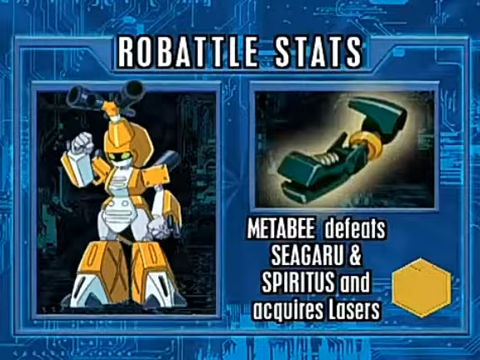 ROBATTLE STATS
METABEE defeats
SEAGARU &
SPIRITUS and
acquires Lasers